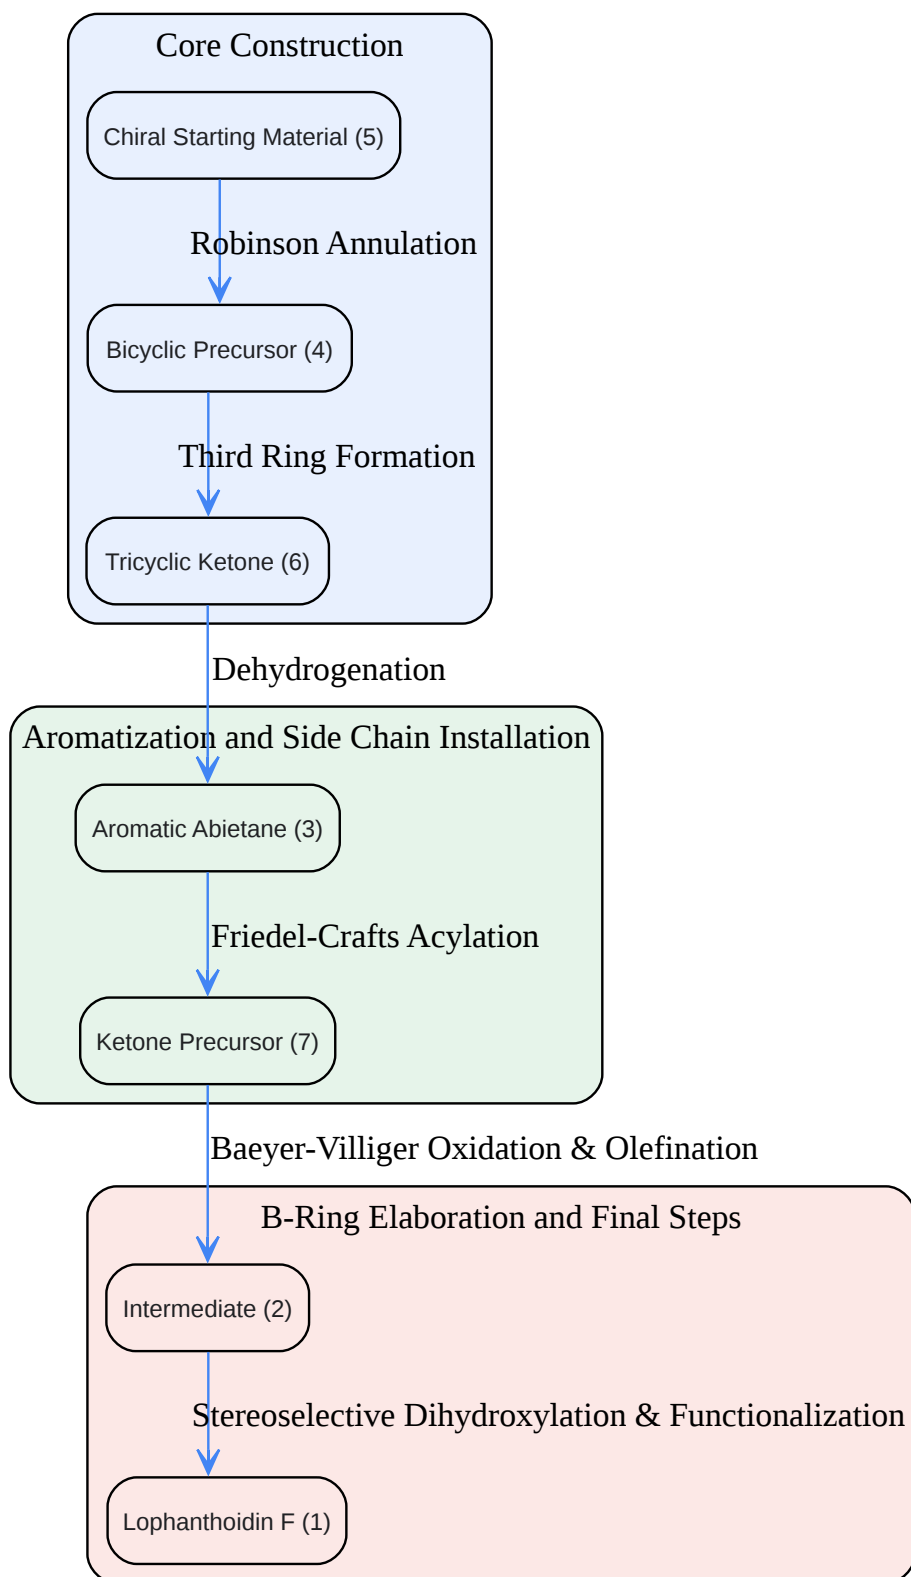 Core Construction
Chiral Starting Material (5)
Robinson Annulation
Bicyclic Precursor (4)
Third Ring Formation
Tricyclic Ketone (6)
Dehydrogenation
Aromatization and Side Chain Installation
Aromatic Abietane (3)
Friedel-Crafts Acylation
Ketone Precursor (7)
Baeyer-Villiger Oxidation & Olefination
B-Ring Elaboration and Final Steps
Intermediate (2)
Stereoselective Dihydroxylation & Functionalization
Lophanthoidin F (1)